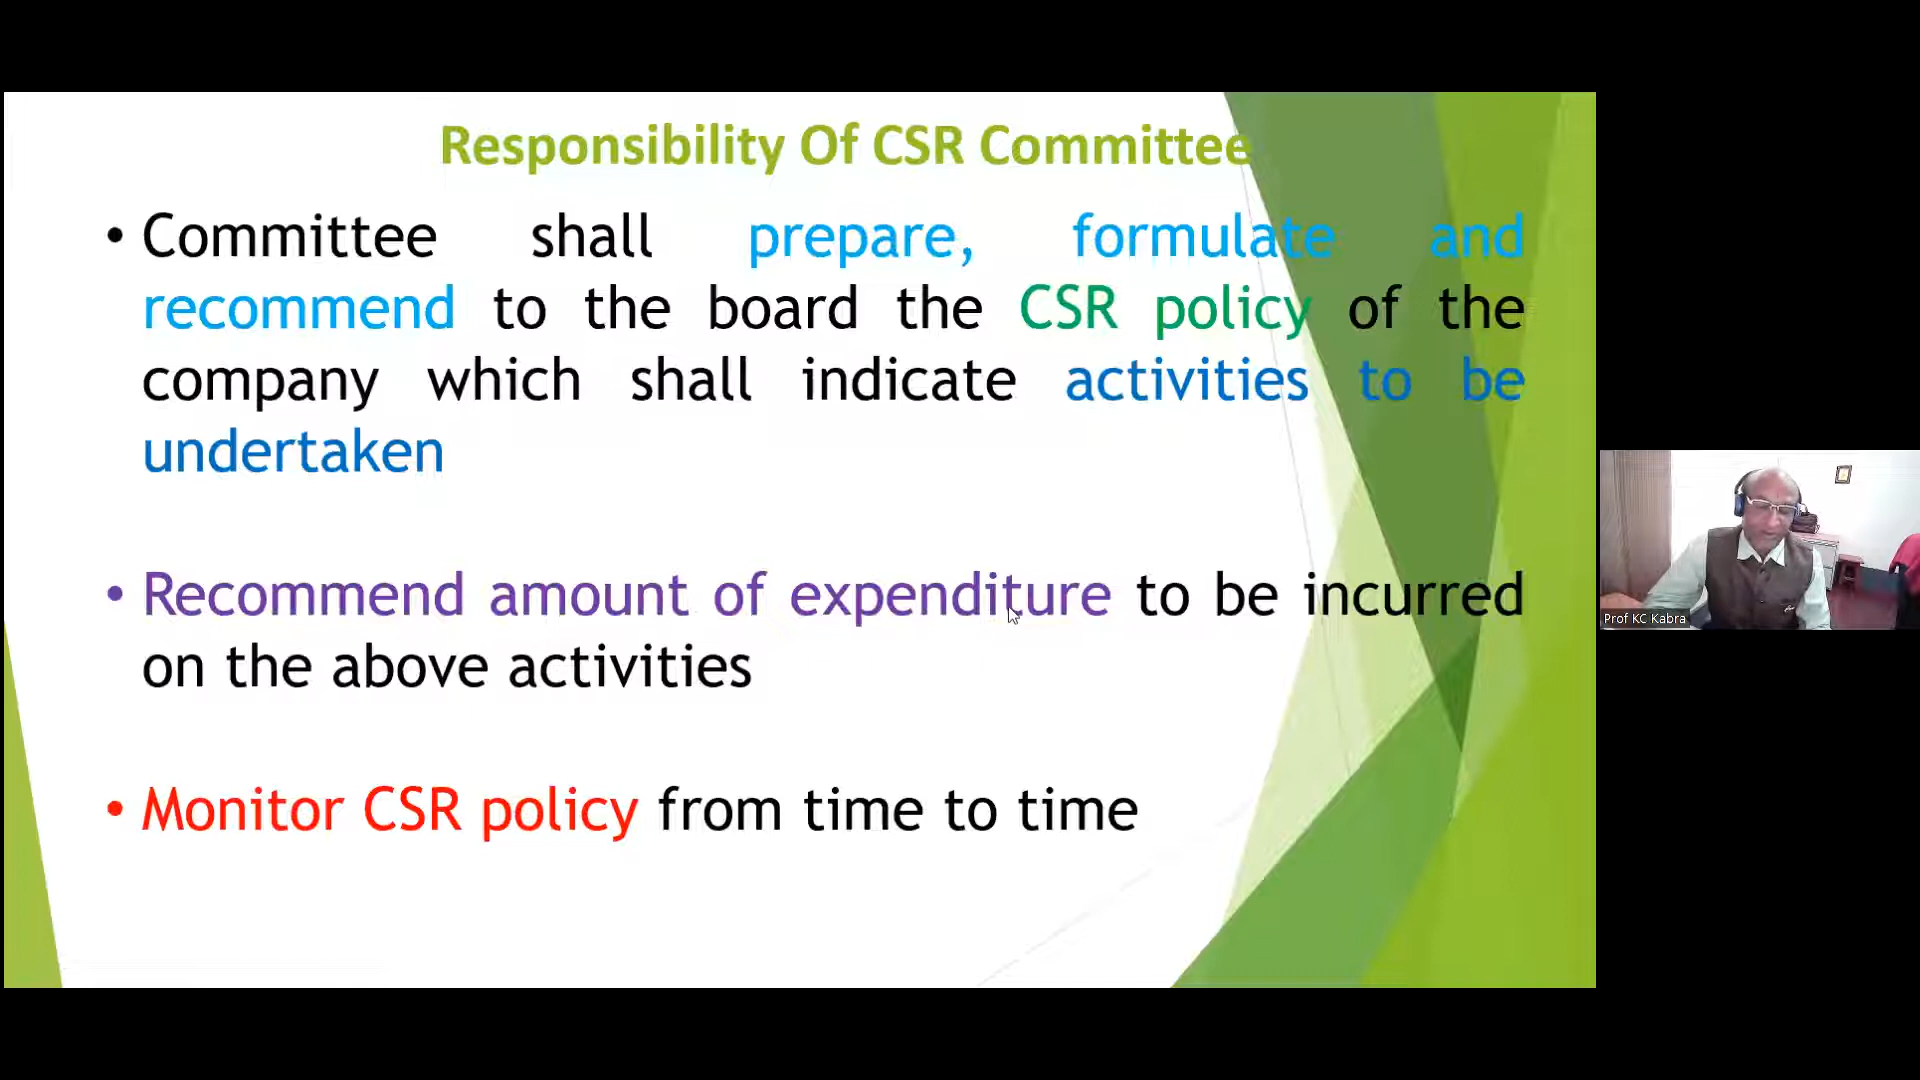 Responsibility Of CSR Committee
• Committee shall prepare, formulate and
recommend to the board the CSR policy of the
company which shall indicate activities to be
undertaken
• Recommend amount of expenditure to be incurred
on the above activities
• Monitor CSR policy from time to time
Prof KC Kabra